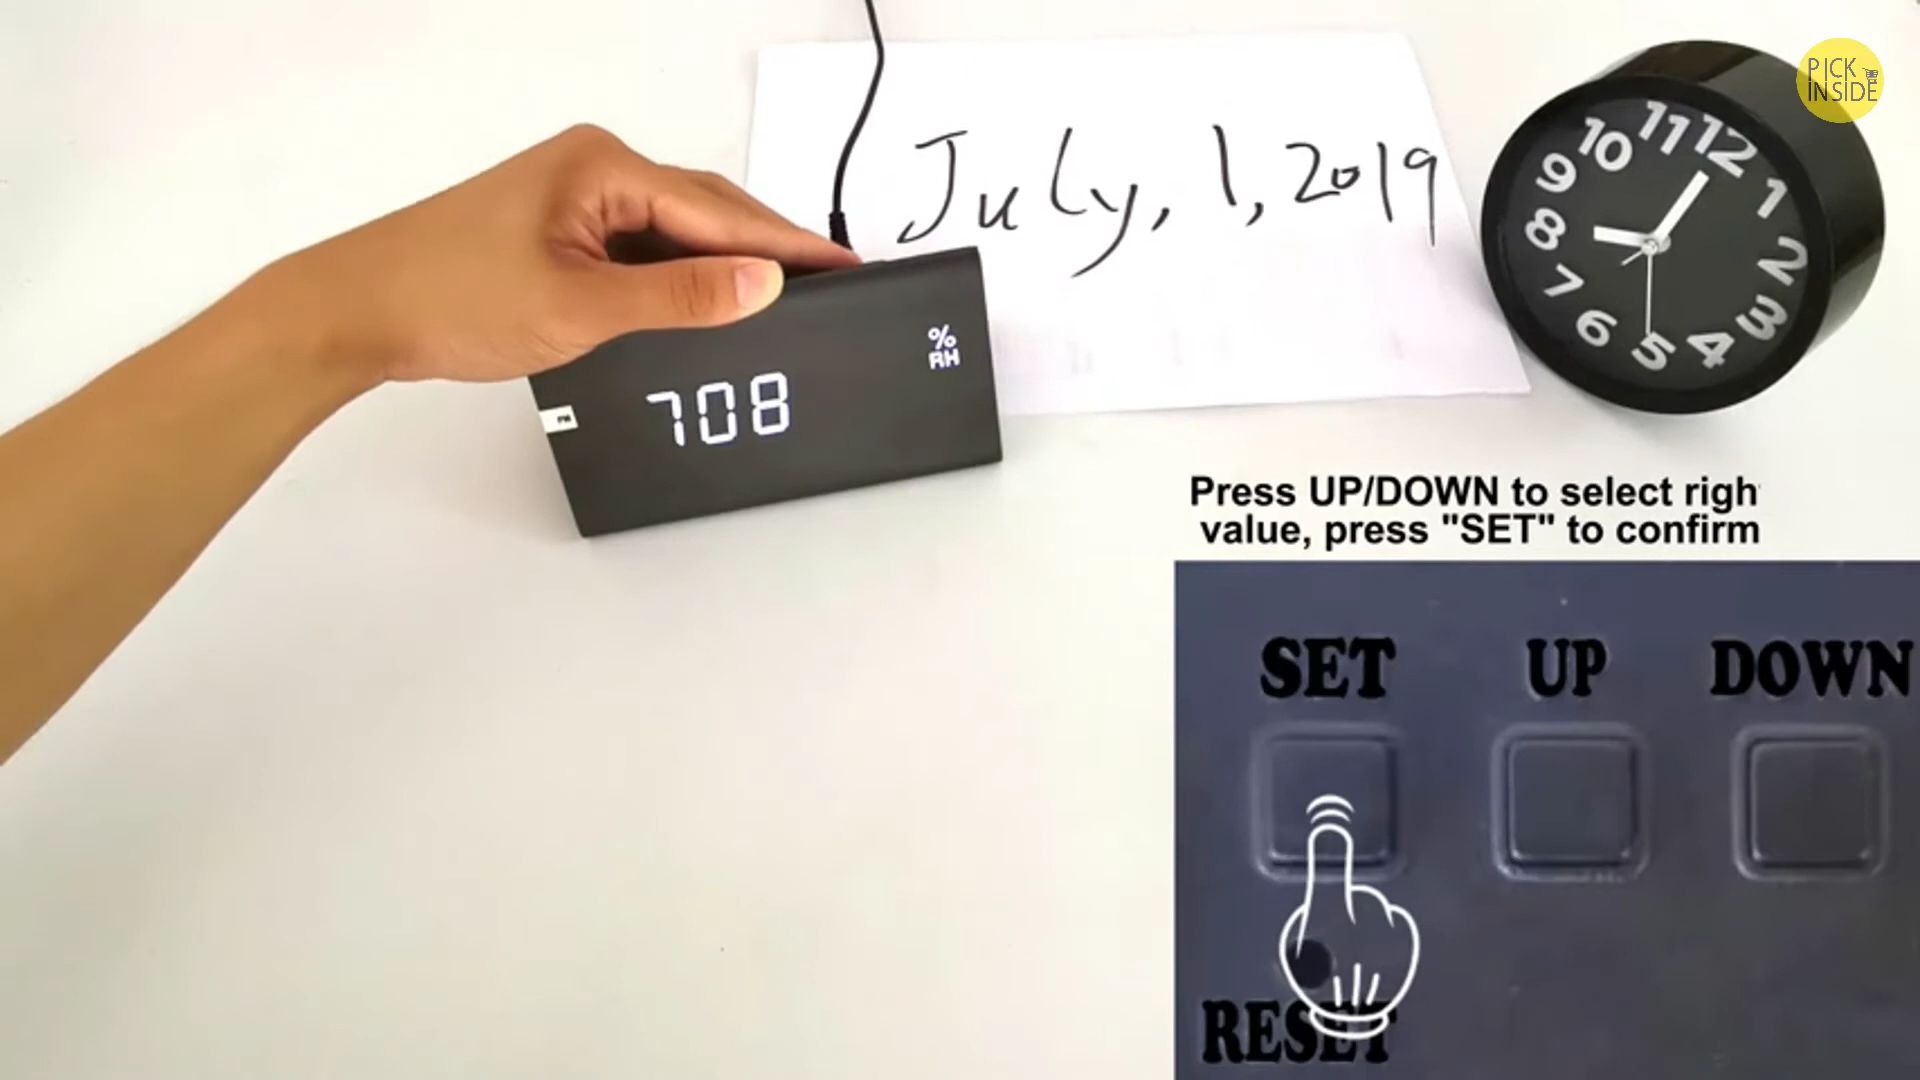 PICK
INSIDE
July, 1, 2019
11 12 1
10 2
9 3
8 4
7 6 5
%
RH
708
Press UP/DOWN to select righ
value, press "SET" to confirm
SET UP DOWN
RESET